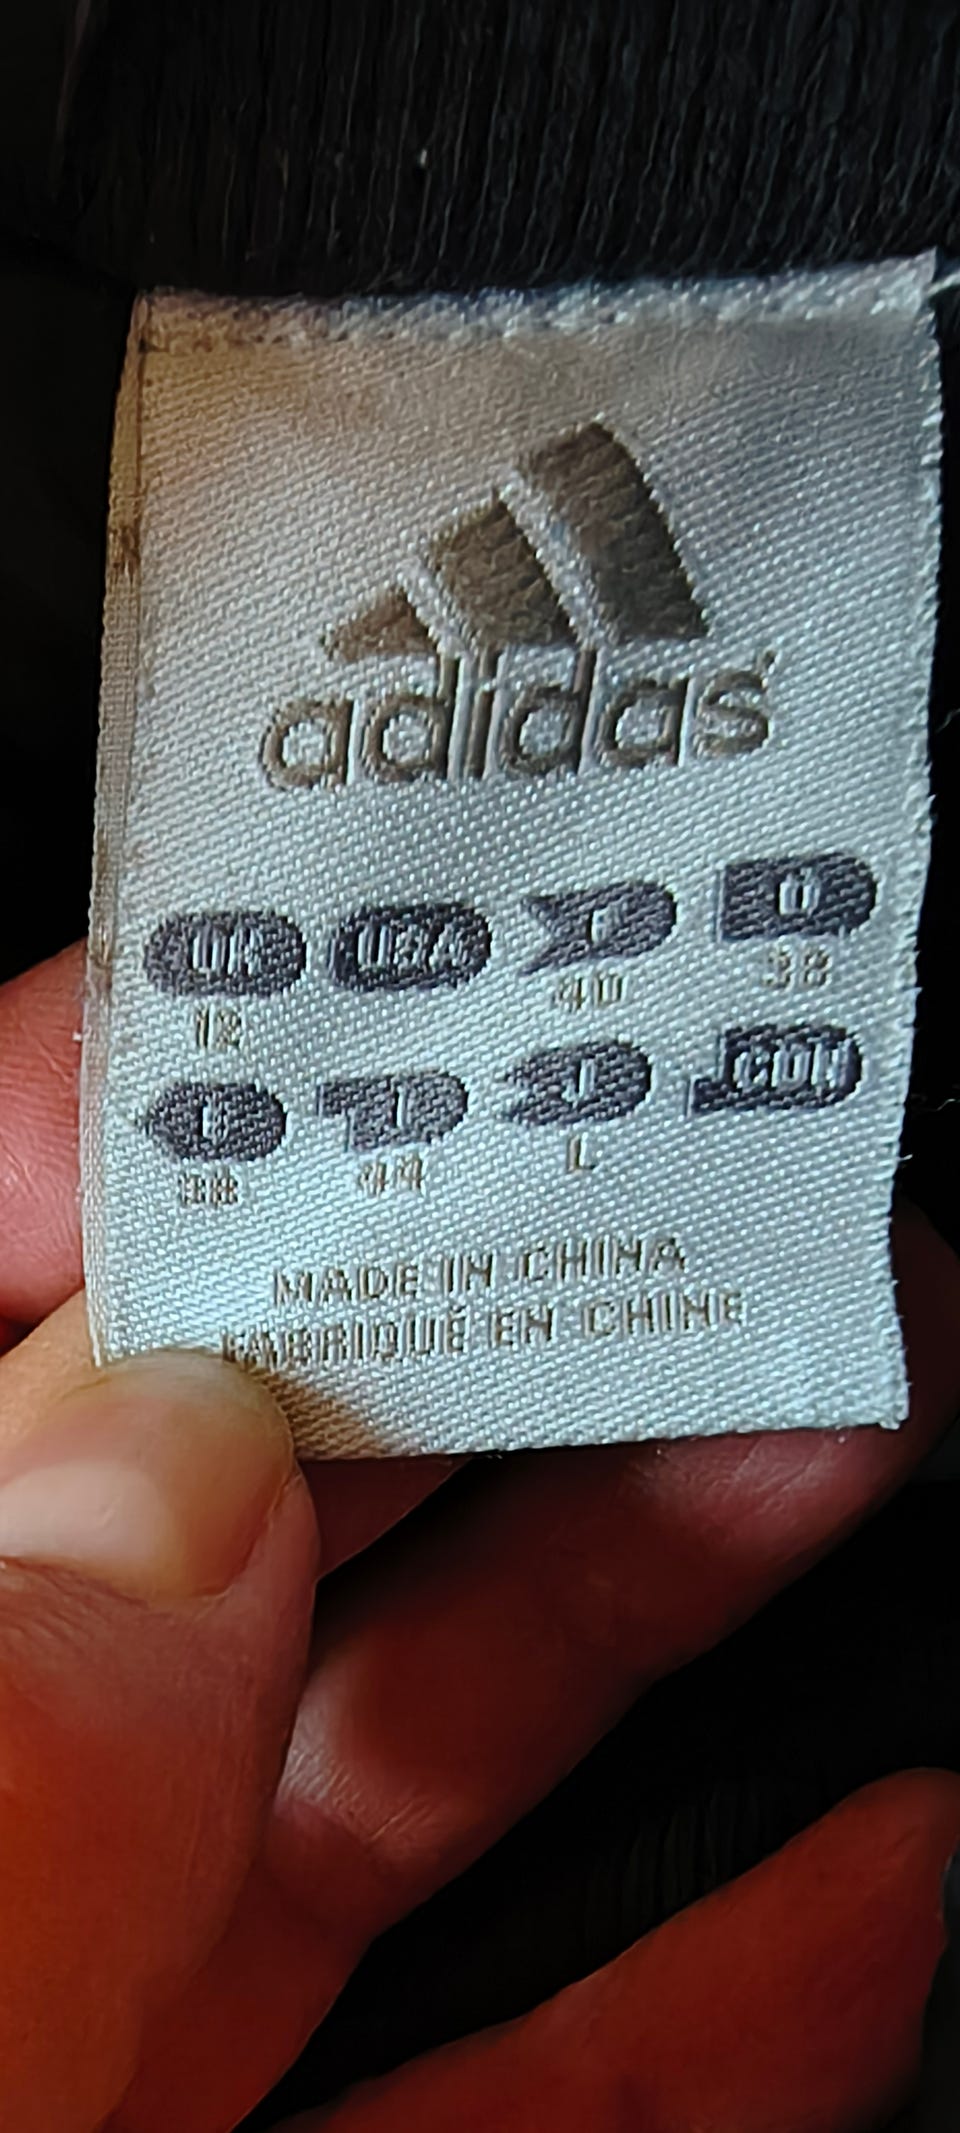 adidas
UK USA F D
12 40 38
E I J CDN
38 44 L
MADE IN CHINA
FABRIQUÉ EN CHINE